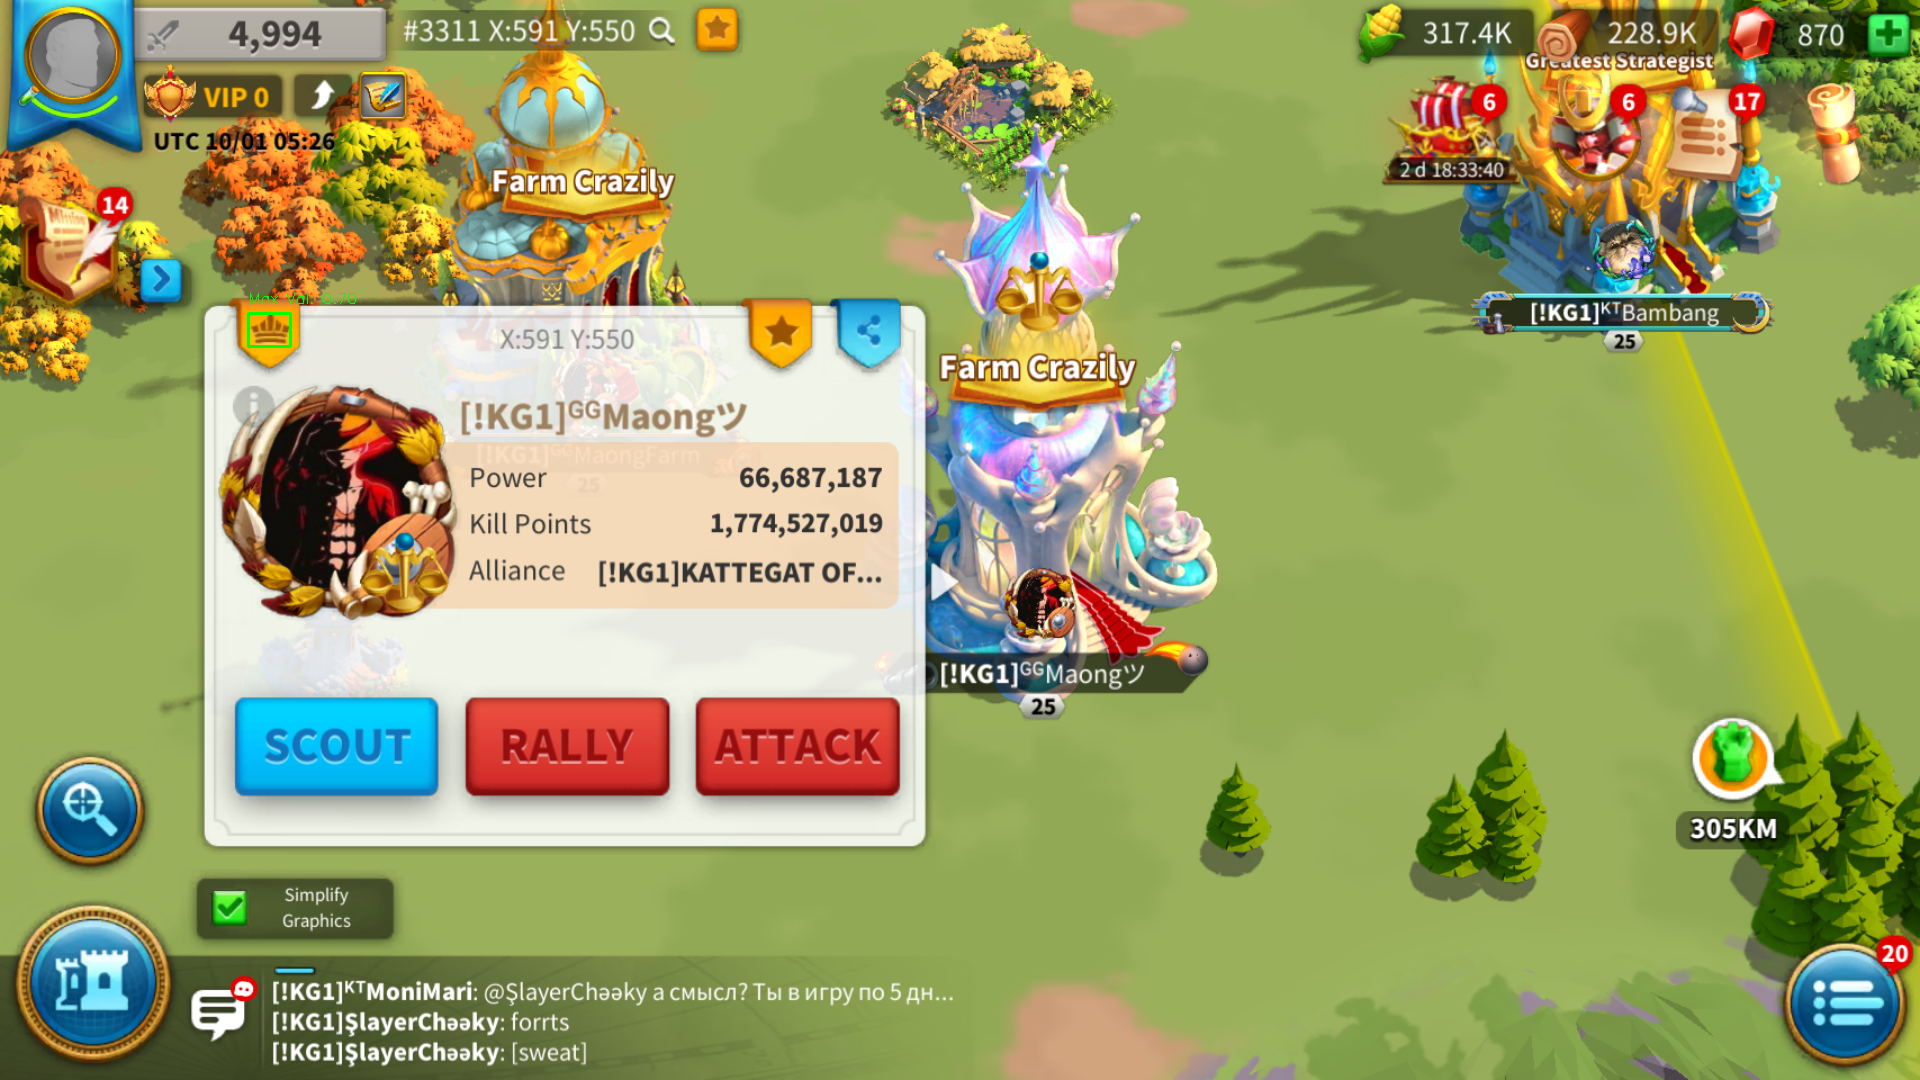 4,994
#3311 X:591 Y:550
317.4K
228.9K
870
Greatest Strategist
VIP 0
UTC 10/01 05:26
6
6
17
2 d 18:33:40
Farm Crazily
14
Mission
[!KG1]ᴷᵀBambang
25
X:591 Y:550
Farm Crazily
[!KG1]ᴳᴳMaongツ
[!KG1]ᴳᴳMaongFarm
25
Power 66,687,187
Kill Points 1,774,527,019
Alliance [!KG1]KATTEGAT OF...
[!KG1]ᴳᴳMaongツ
25
SCOUT
RALLY
ATTACK
305KM
Simplify
Graphics
20
[!KG1]ᴷᵀMoniMari: @ŞlayerChəəky а смысл? Ты в игру по 5 дн...
[!KG1]ŞlayerChəəky: forrts
[!KG1]ŞlayerChəəky: [sweat]